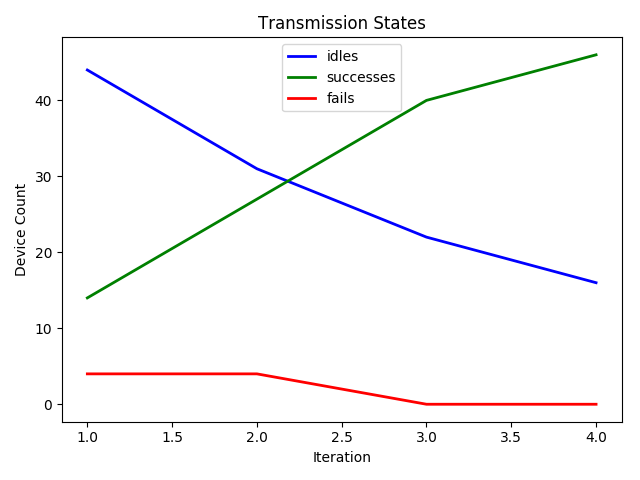 Transmission States
idles
successes
fails
Device Count
40
30
20
10
0
1.0 1.5 2.0 2.5 3.0 3.5 4.0
Iteration